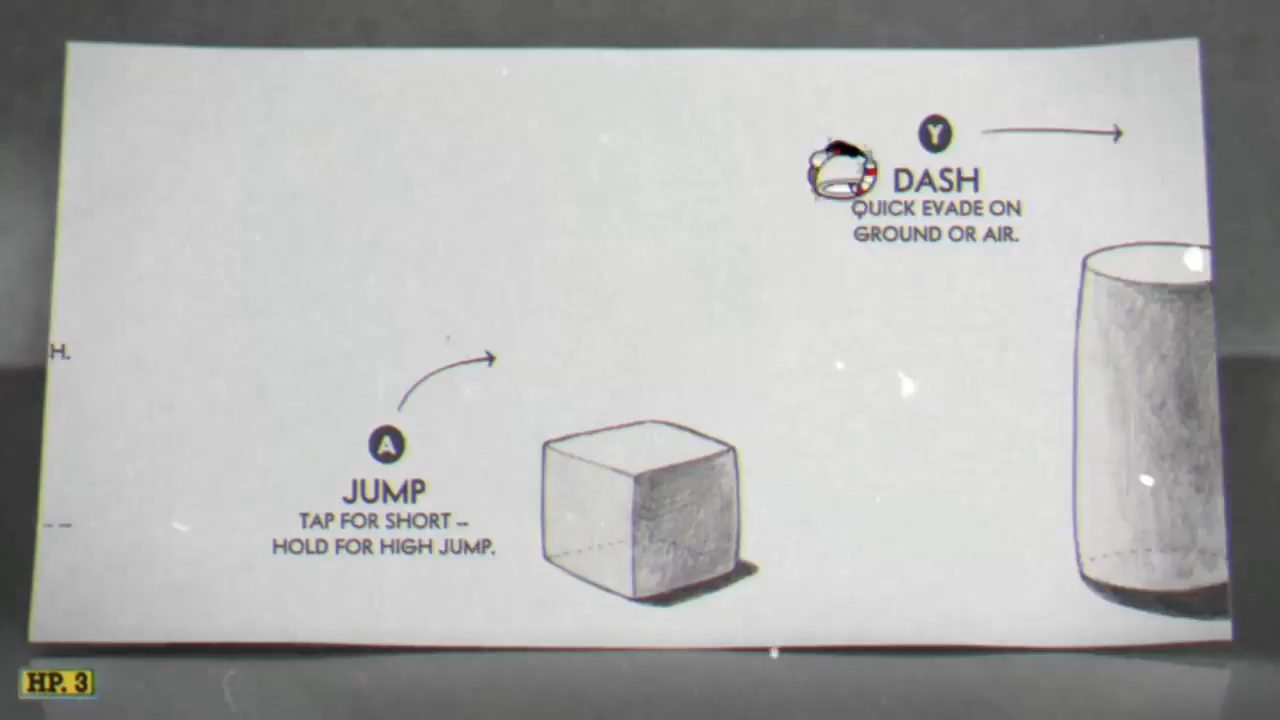 Y
DASH
QUICK EVADE ON
GROUND OR AIR.
H.
A
JUMP
TAP FOR SHORT –
HOLD FOR HIGH JUMP.
HP. 3